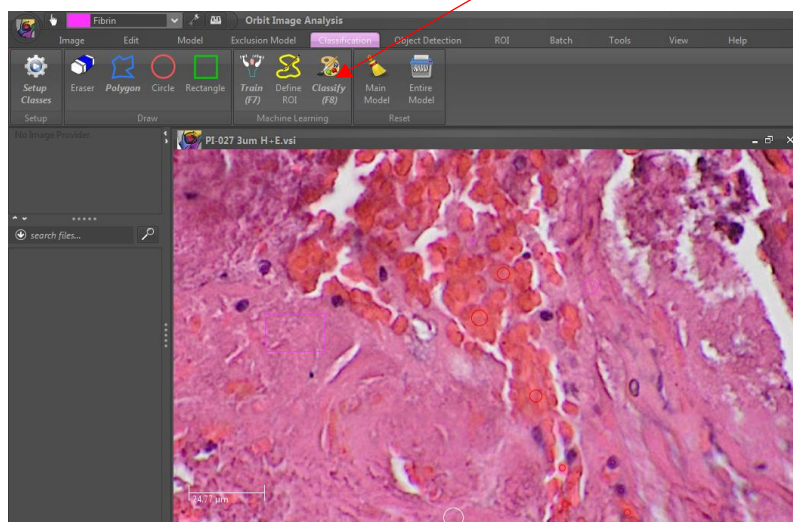 Fibrin
Orbit Image Analysis
Image Edit Model Exclusion Model Classification Object Detection ROI Batch Tools View Help
Setup Classes
Eraser
Polygon
Circle
Rectangle
Train (F7)
Define ROI
Classify (F8)
Main Model
Entire Model
Setup Draw Machine Learning Reset
No Image Provider
PI-027 3um H+E.vsi
search files...
24.77 µm